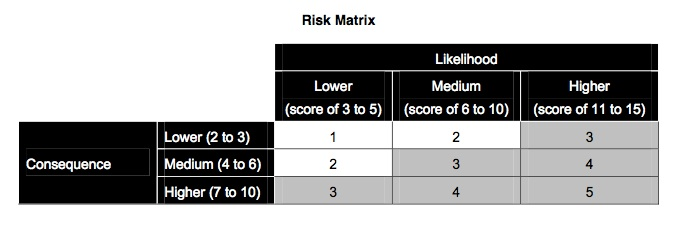 Risk Matrix
Likelihood
Lower Medium Higher
(score of 3 to 5) (score of 6 to 10) (score of 11 to 15)
Lower (2 to 3) 1 2 3
Consequence Medium (4 to 6) 2 3 4
Higher (7 to 10) 3 4 5